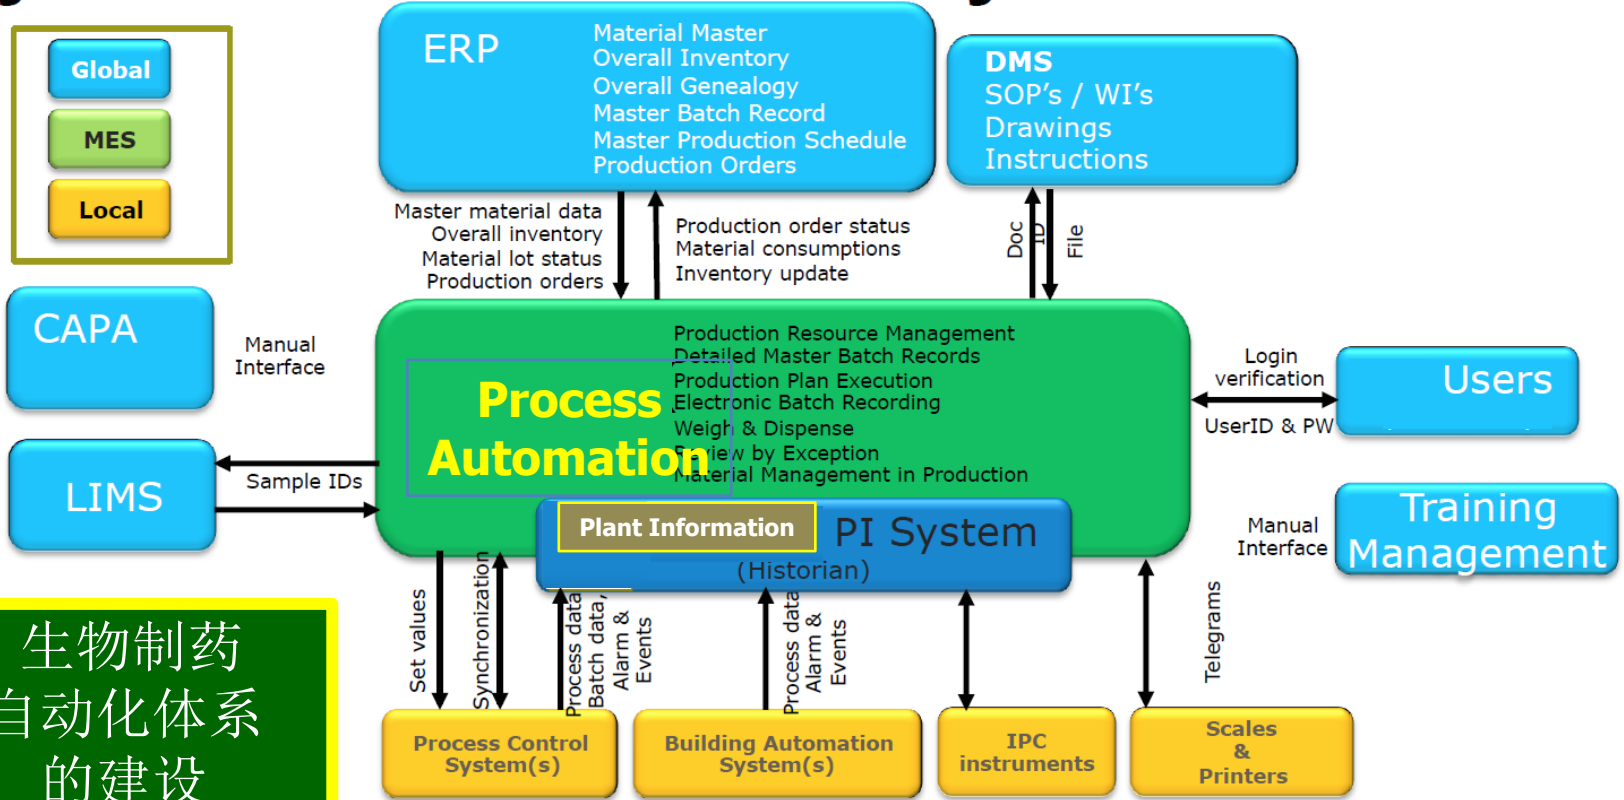 Global
MES
Local
ERP
Material Master
Overall Inventory
Overall Genealogy
Master Batch Record
Master Production Schedule
Production Orders
DMS
SOP's / WI's
Drawings
Instructions
Master material data
Overall inventory
Material lot status
Production orders
Production order status
Material consumptions
Inventory update
Doc ID
File
CAPA
Manual
Interface
LIMS
Sample IDs
Process
Automation
Production Resource Management
Detailed Master Batch Records
Production Plan Execution
Electronic Batch Recording
Weigh & Dispense
Review by Exception
Material Management in Production
Login
verification
UserID & PW
Users
Manual
Interface
Training
Management
Plant Information
PI System
(Historian)
Set values
Synchronization
Process data,
Batch data,
Alarm &
Events
Process data
Alarm &
Events
Telegrams
Process Control
System(s)
Building Automation
System(s)
IPC
instruments
Scales
&
Printers
生物制药
自动化体系
的建设